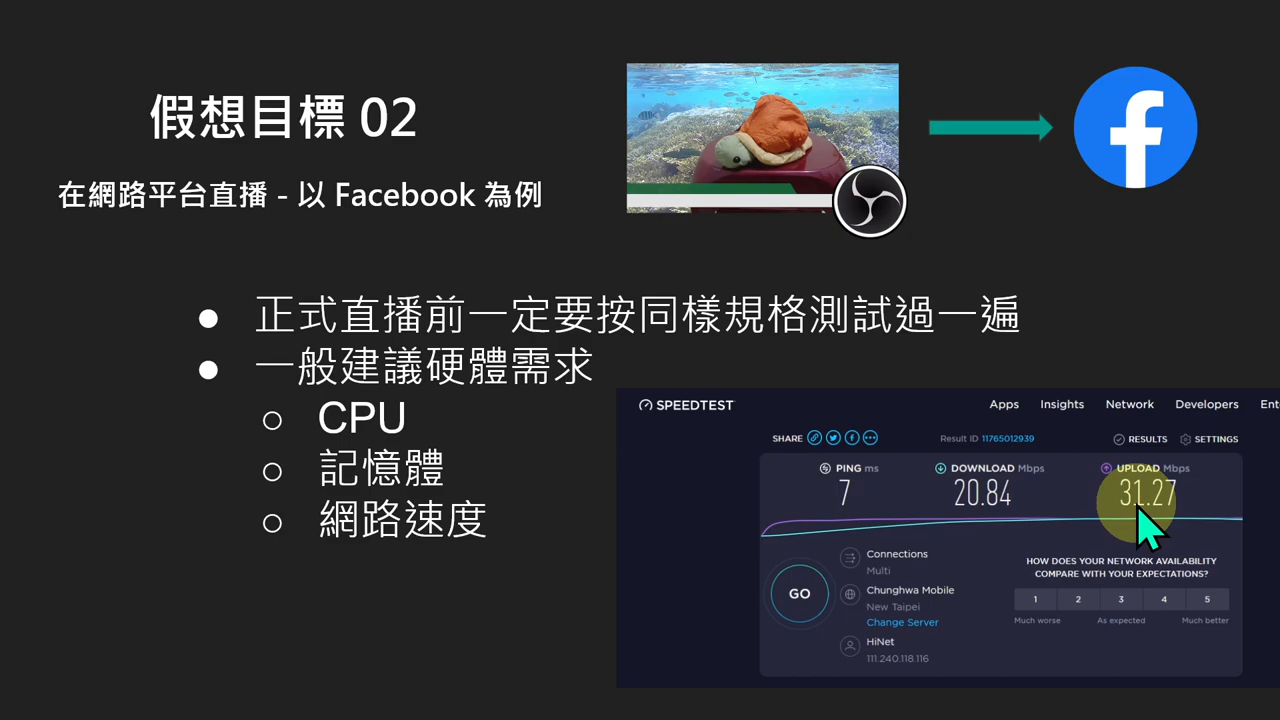 假想目標 02
在網路平台直播 - 以 Facebook 為例
● 正式直播前一定要按同樣規格測試過一遍
● 一般建議硬體需求
○ CPU
○ 記憶體
○ 網路速度
SPEEDTEST
Apps Insights Network Developers Ent
SHARE Result ID 11765012939 RESULTS SETTINGS
PING ms DOWNLOAD Mbps UPLOAD Mbps
7 20.84 31.27
GO
Connections
Multi
Chunghwa Mobile
New Taipei
Change Server
HiNet
111.240.118.116
HOW DOES YOUR NETWORK AVAILABILITY
COMPARE WITH YOUR EXPECTATIONS?
1 2 3 4 5
Much worse As expected Much better